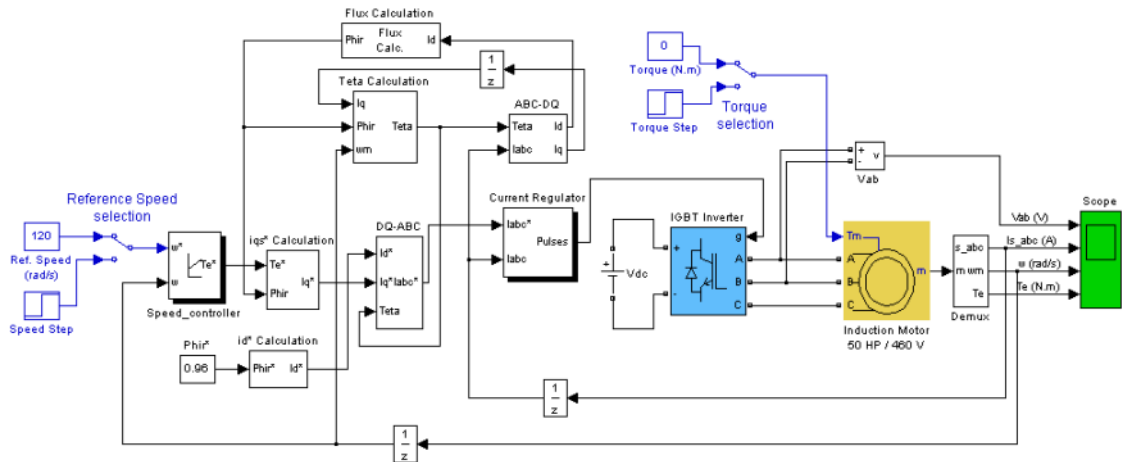 Flux Calculation
Phir
Flux
Calc.
Id
1
z
Teta Calculation
Iq
Phir
wm
Teta
ABC-DQ
Teta
Iabc
Id
Iq
0
Torque (N.m)
Torque Step
Torque
selection
+
-
v
Vab
Reference Speed
selection
120
Ref. Speed
(rad/s)
Speed Step
w*
w
Te*
Speed_controller
iqs* Calculation
Te*
Phir
Iq*
DQ-ABC
Id*
Iq*
Iabc*
Teta
Current Regulator
Iabc*
Iabc
Pulses
+
Vdc
IGBT Inverter
+
-
g
A
B
C
Tm
A
B
C
m
Induction Motor
50 HP / 460 V
m
is_abc
wm
Te
Demux
Vab (V)
Is_abc (A)
w (rad/s)
Te (N.m)
Scope
Phir*
0.96
id* Calculation
Phir*
Id*
1
z
1
z